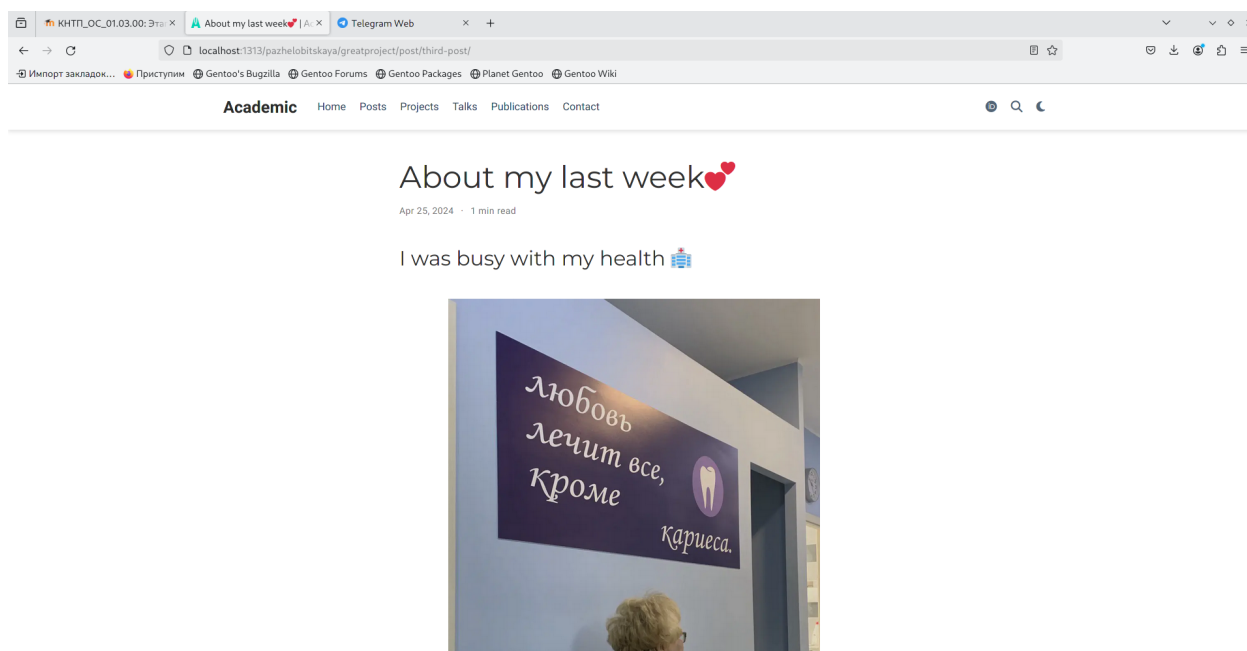 КНТП_ОС_01.03.00: Эта
About my last week💕 | Ac
Telegram Web
localhost:1313/pazhelobitskaya/greatproject/post/third-post/
Импорт закладок...
Приступим
Gentoo's Bugzilla
Gentoo Forums
Gentoo Packages
Planet Gentoo
Gentoo Wiki
Academic
Home
Posts
Projects
Talks
Publications
Contact
About my last week💕
Apr 25, 2024 · 1 min read
I was busy with my health 🏥
любовь
лечит все,
кроме
кариеса.